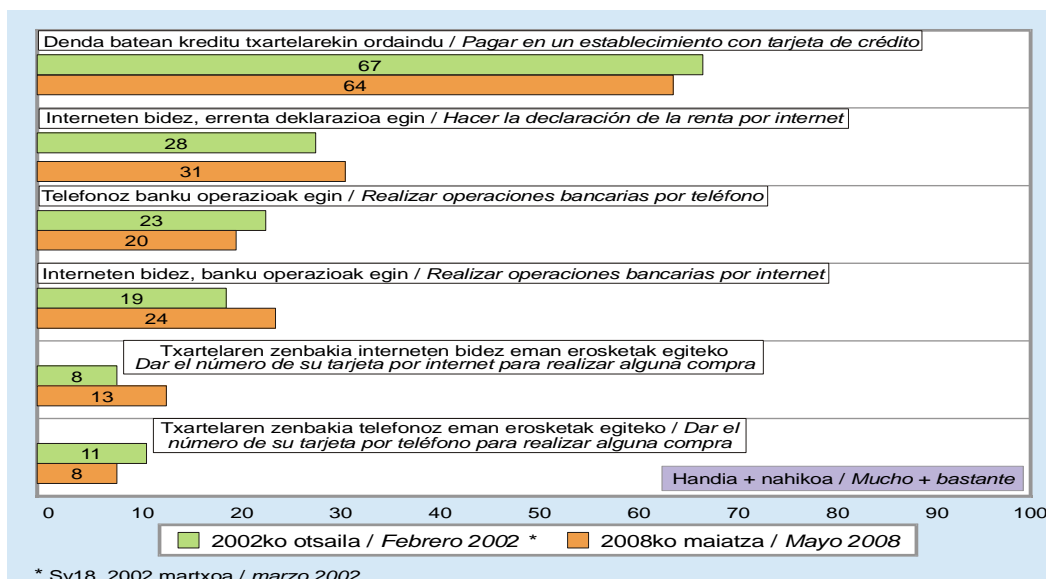 Denda batean kreditu txartelarekin ordaindu / Pagar en un establecimiento con tarjeta de crédito
67
64
Interneten bidez, errenta deklarazioa egin / Hacer la declaración de la renta por internet
28
31
Telefonoz banku operazioak egin / Realizar operaciones bancarias por teléfono
23
20
Interneten bidez, banku operazioak egin / Realizar operaciones bancarias por internet
19
24
Txartelaren zenbakia interneten bidez eman erosketak egiteko
Dar el número de su tarjeta por internet para realizar alguna compra
8
13
Txartelaren zenbakia telefonoz eman erosketak egiteko / Dar el
número de su tarjeta por teléfono para realizar alguna compra
11
8
Handia + nahikoa / Mucho + bastante
0 10 20 30 40 50 60 70 80 90 100
2002ko otsaila / Febrero 2002 * 2008ko maiatza / Mayo 2008
* Sv18, 2002 martxoa / marzo 2002